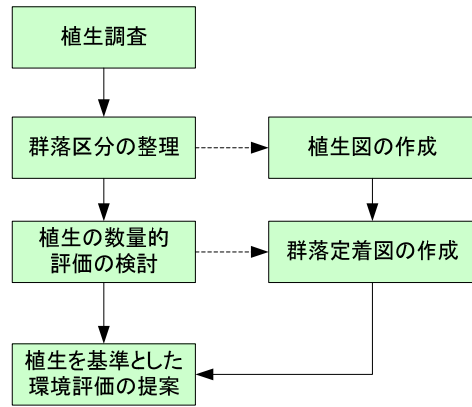 植生調査
群落区分の整理
植生図の作成
植生の数量的
評価の検討
群落定着図の作成
植生を基準とした
環境評価の提案